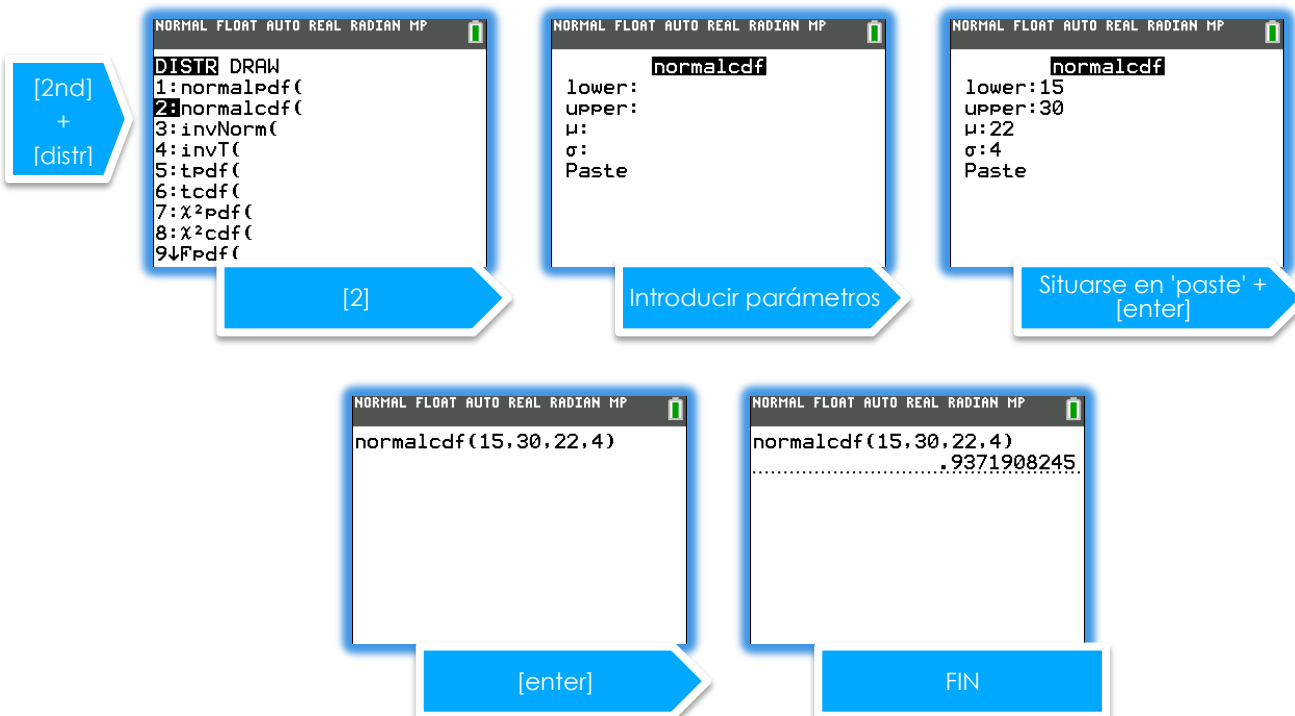 [2nd]
+
[distr]
NORMAL FLOAT AUTO REAL RADIAN MP
DISTR DRAW
1:normalpdf(
2:normalcdf(
3:invNorm(
4:invT(
5:tpdf(
6:tcdf(
7:χ²pdf(
8:χ²cdf(
9↓Fpdf(
[2]
NORMAL FLOAT AUTO REAL RADIAN MP
normalcdf
lower:
upper:
μ:
σ:
Paste
Introducir parámetros
NORMAL FLOAT AUTO REAL RADIAN MP
normalcdf
lower:15
upper:30
μ:22
σ:4
Paste
Situarse en 'paste' +
[enter]
NORMAL FLOAT AUTO REAL RADIAN MP
normalcdf(15,30,22,4)
[enter]
NORMAL FLOAT AUTO REAL RADIAN MP
normalcdf(15,30,22,4)
.9371908245
FIN